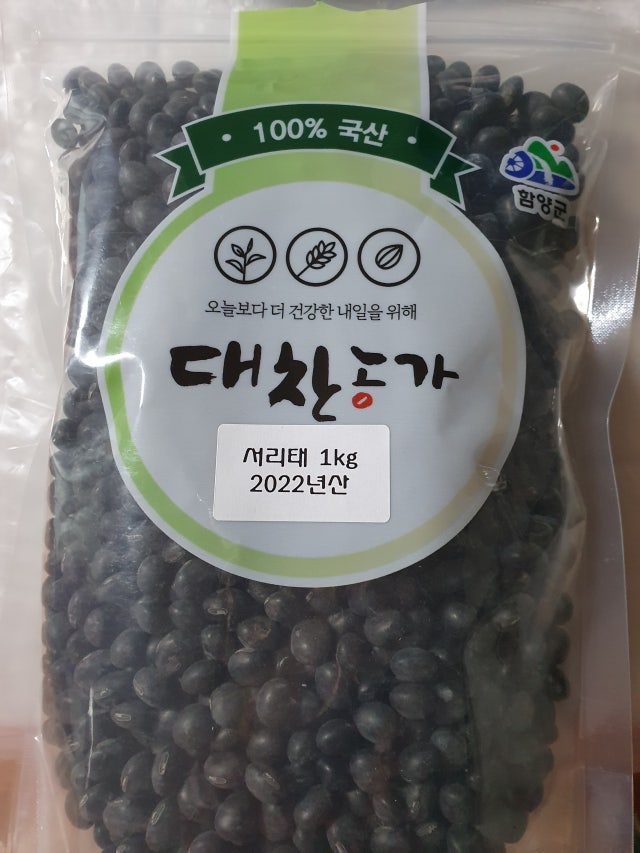 100% 국산
함양군
오늘보다 더 건강한 내일을 위해
대찬농가
서리태 1kg
2022년산